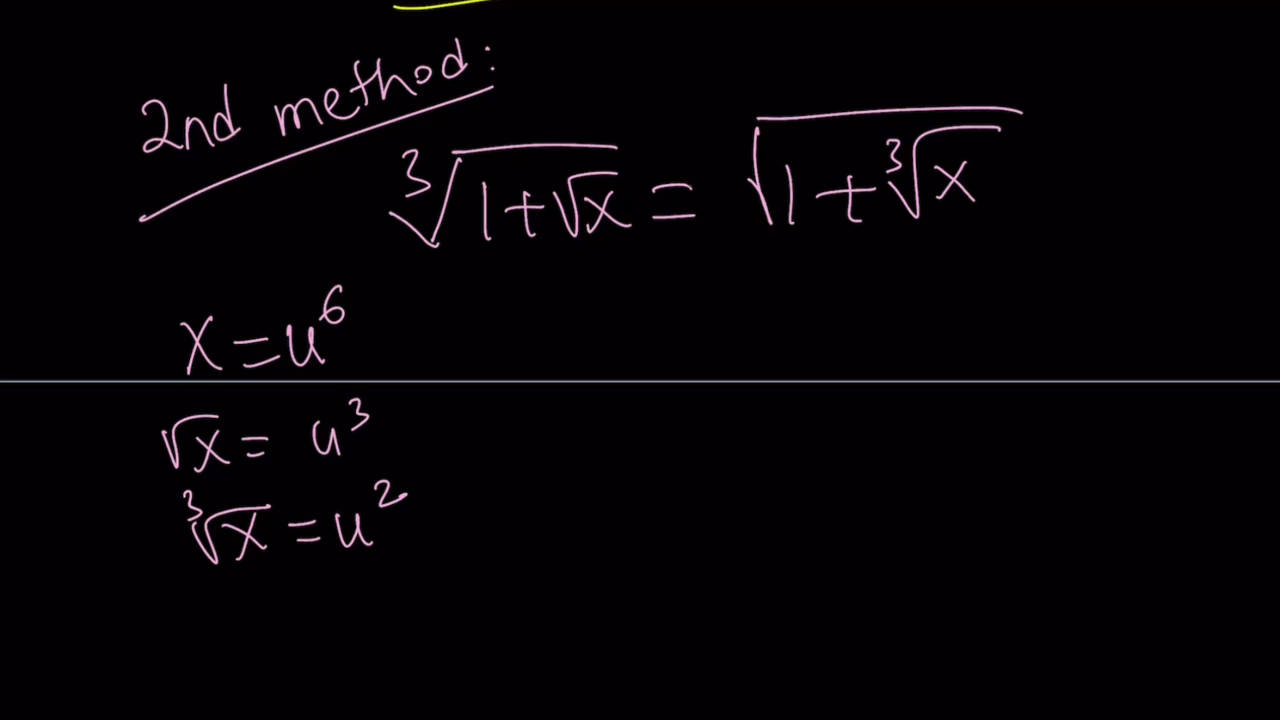 2nd method:
∛(1+√x) = √(1+∛x)
x = u⁶
√x = u³
∛x = u²